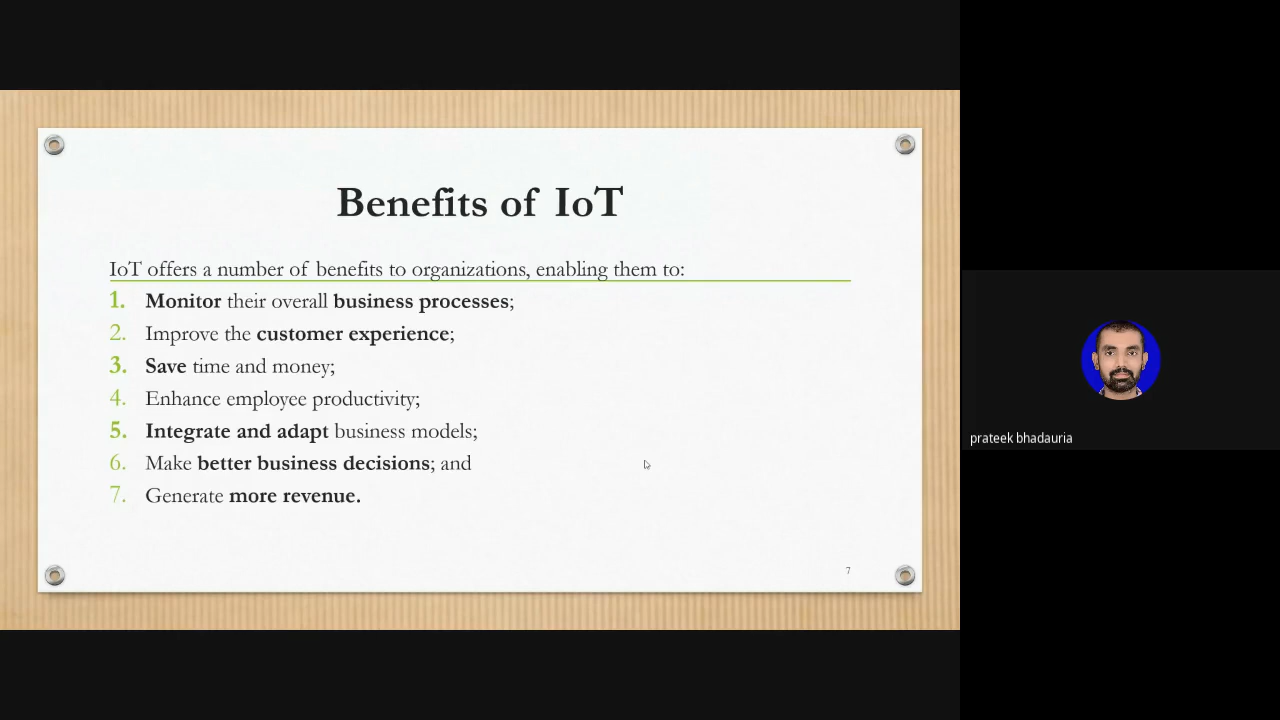 Benefits of IoT
IoT offers a number of benefits to organizations, enabling them to:
1. Monitor their overall business processes;
2. Improve the customer experience;
3. Save time and money;
4. Enhance employee productivity;
5. Integrate and adapt business models;
6. Make better business decisions; and
7. Generate more revenue.
7
prateek bhadauria